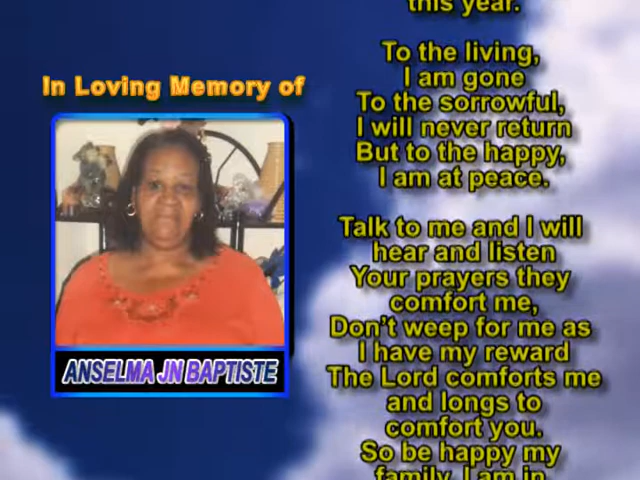 In Loving Memory of
ANSELMA JN BAPTISTE
this year.
To the living,
I am gone
To the sorrowful,
I will never return
But to the happy,
I am at peace.
Talk to me and I will
hear and listen
Your prayers they
comfort me,
Don't weep for me as
I have my reward
The Lord comforts me
and longs to
comfort you.
So be happy my
family, I am in